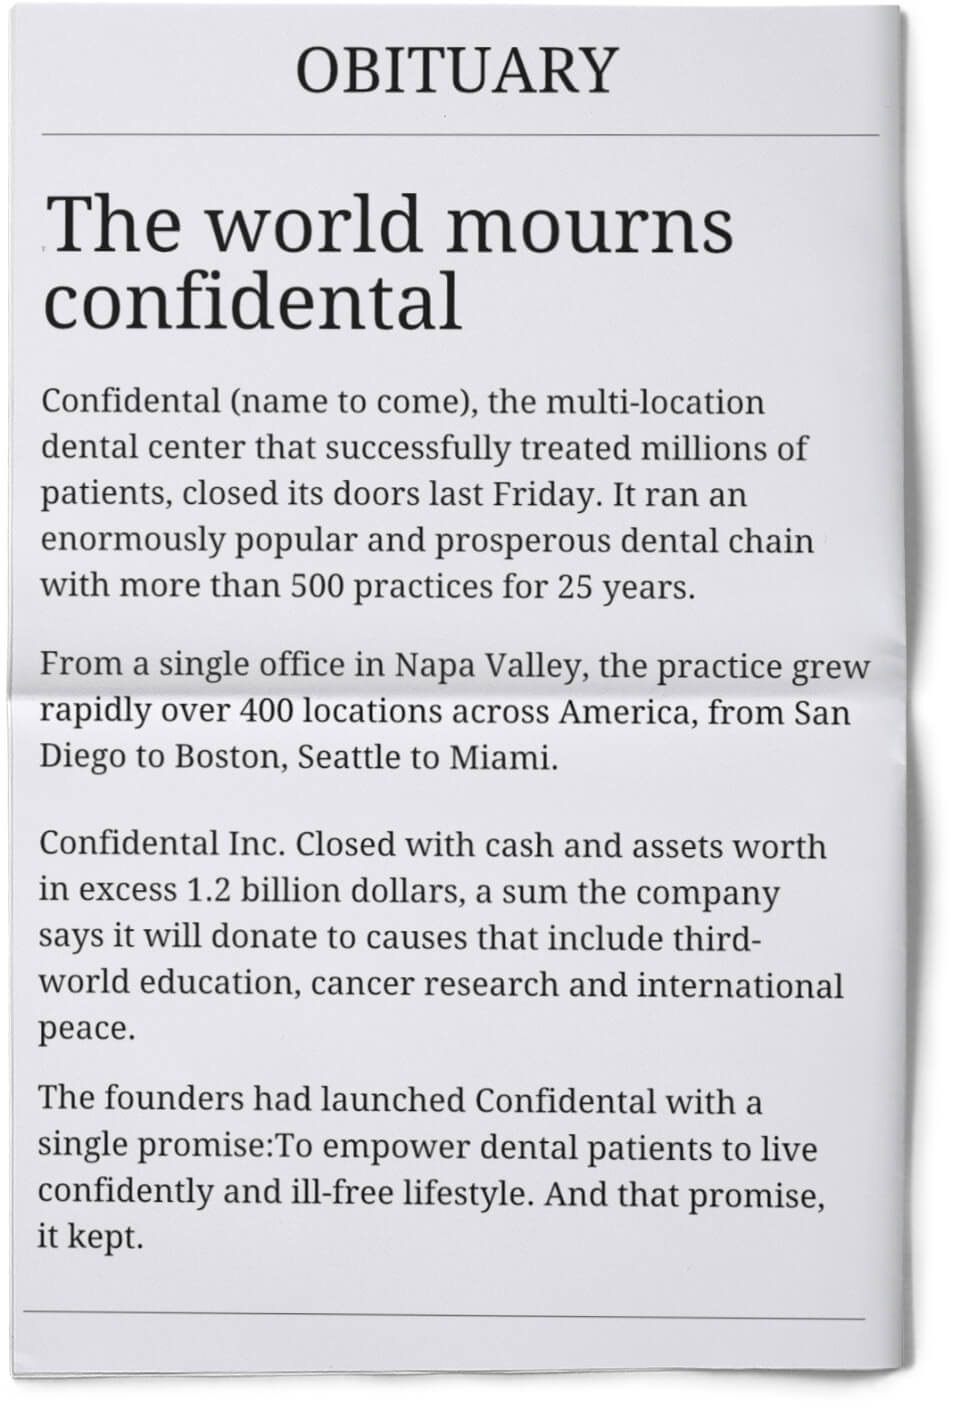 OBITUARY
The world mourns
confidental
Confidental (name to come), the multi-location
dental center that successfully treated millions of
patients, closed its doors last Friday. It ran an
enormously popular and prosperous dental chain
with more than 500 practices for 25 years.
From a single office in Napa Valley, the practice grew
rapidly over 400 locations across America, from San
Diego to Boston, Seattle to Miami.
Confidental Inc. Closed with cash and assets worth
in excess 1.2 billion dollars, a sum the company
says it will donate to causes that include third-
world education, cancer research and international
peace.
The founders had launched Confidental with a
single promise:To empower dental patients to live
confidently and ill-free lifestyle. And that promise,
it kept.